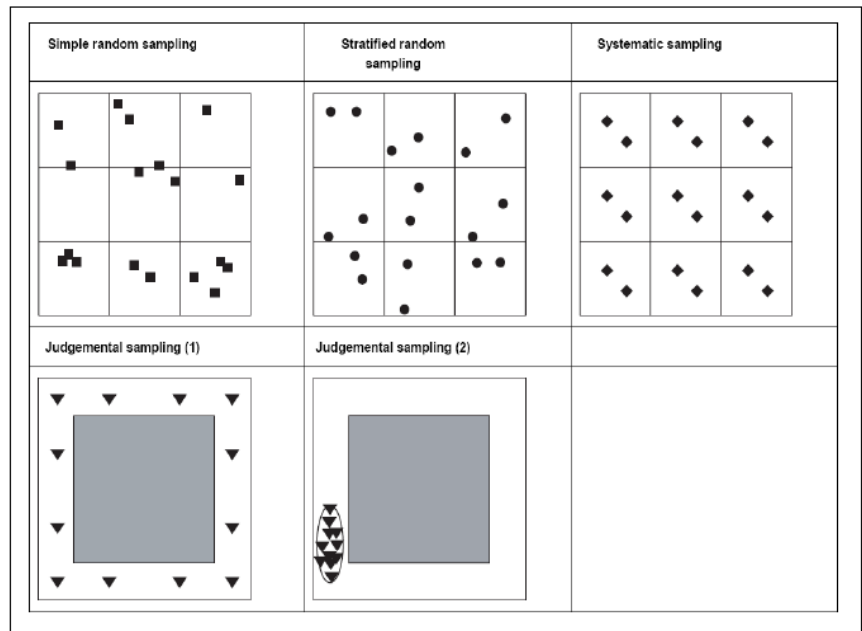 Simple random sampling
Stratified random
sampling
Systematic sampling
Judgemental sampling (1)
Judgemental sampling (2)